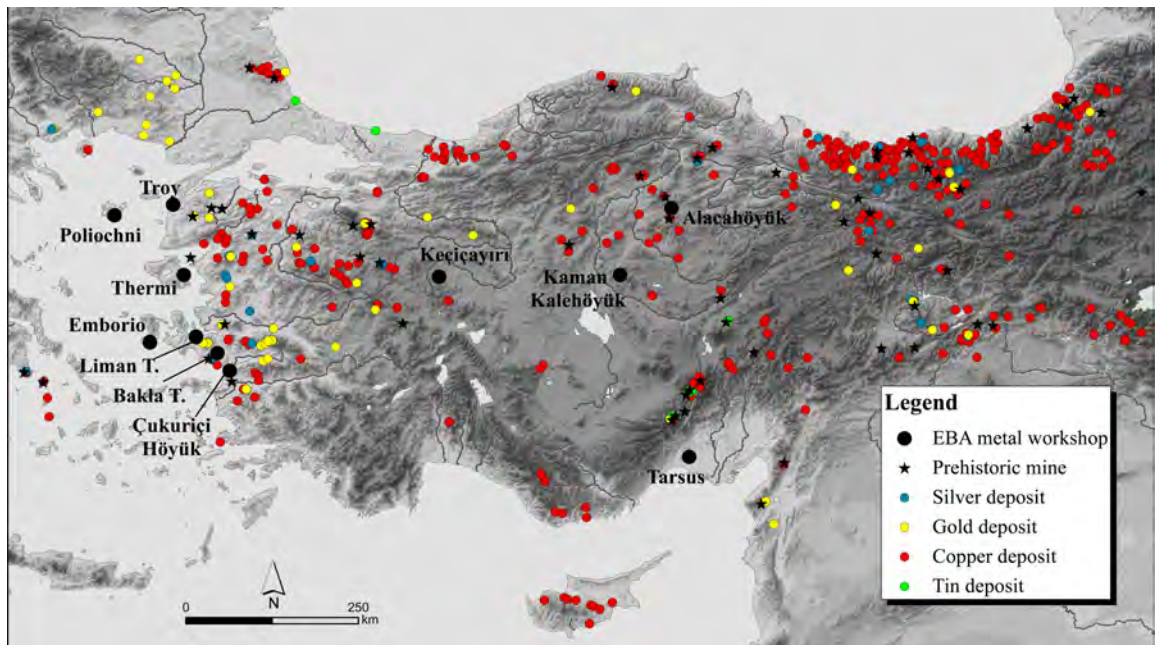 Troy
Poliochni
Alacahöyük
Keçiçayırı
Kaman
Kalehöyük
Thermi
Emborio
Liman T.
Bakla T.
Çukuriçi
Höyük
Tarsus
Legend
EBA metal workshop
Prehistoric mine
Silver deposit
Gold deposit
Copper deposit
Tin deposit
N
0
250
km